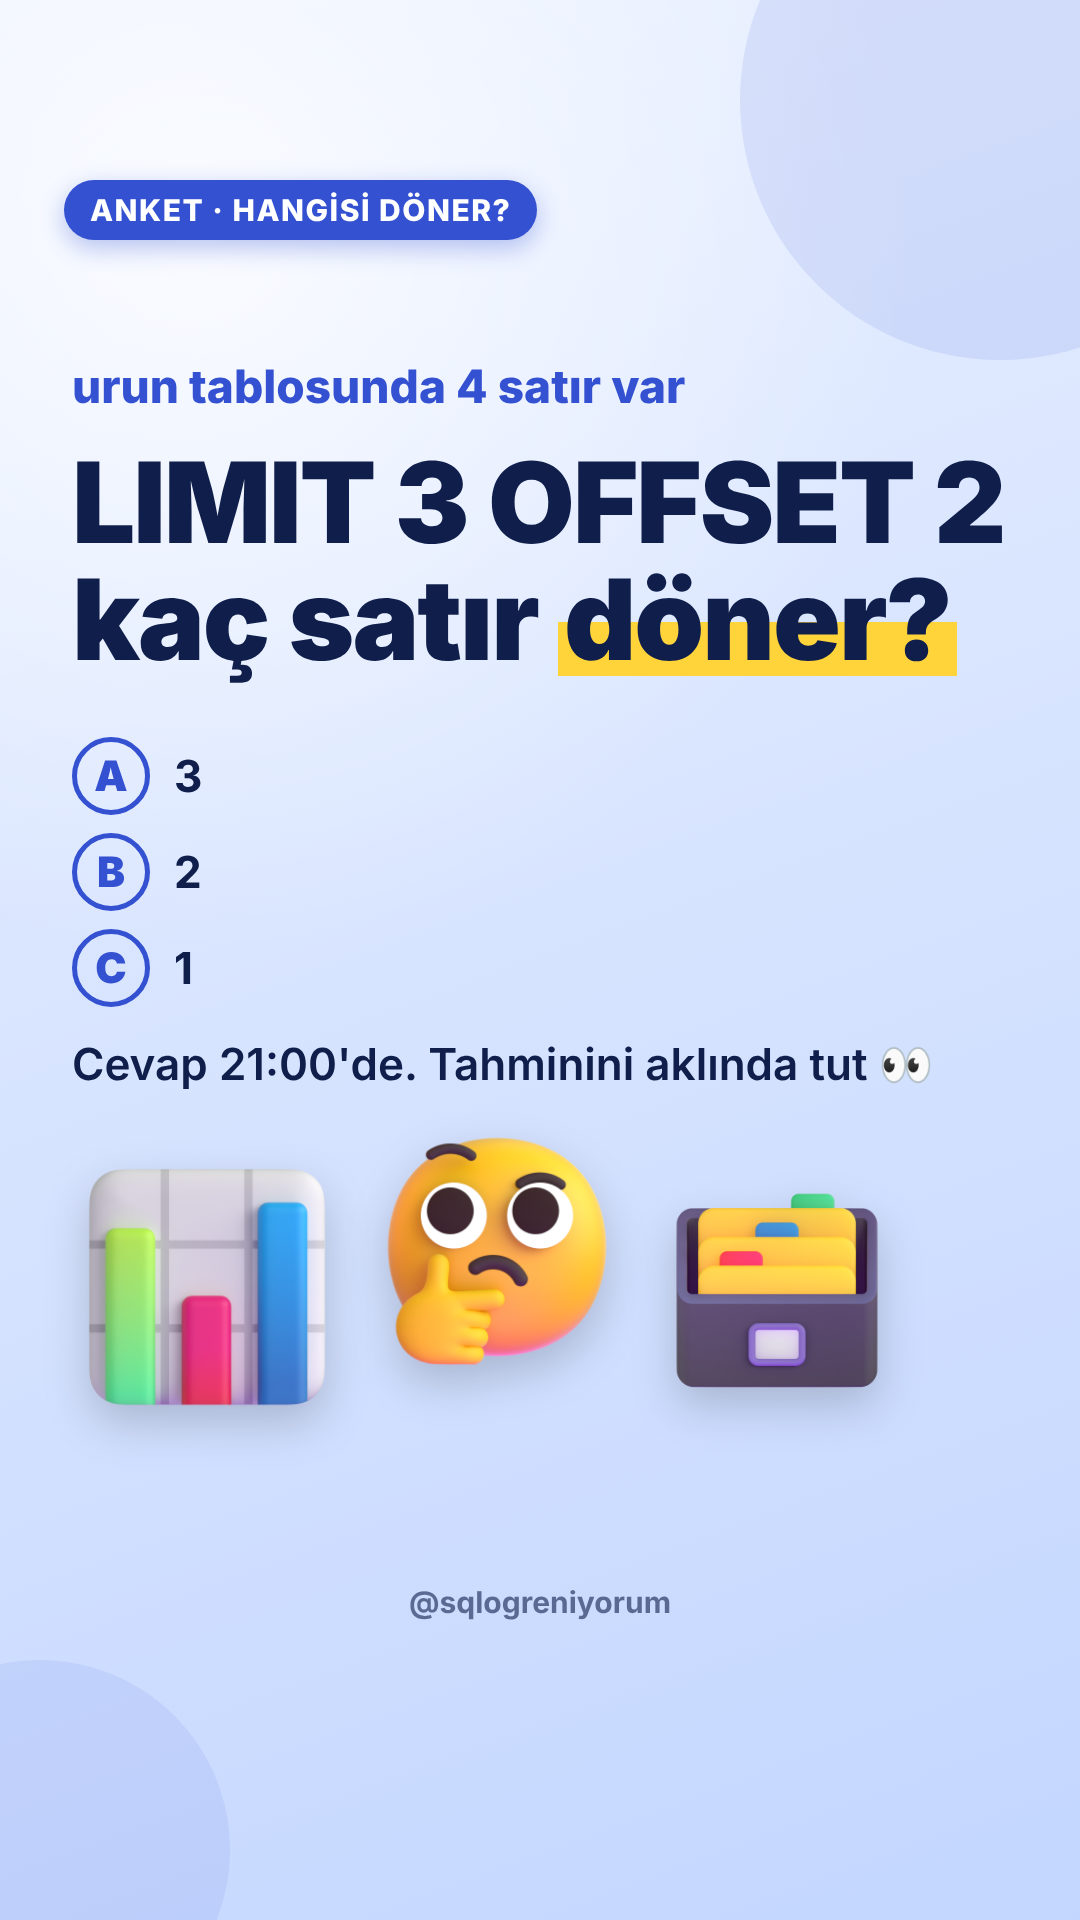 ANKET · HANGİSİ DÖNER?
urun tablosunda 4 satır var
LIMIT 3 OFFSET 2
kaç satır döner?
A 3
B 2
C 1
Cevap 21:00'de. Tahminini aklında tut 👀
@sqlogreniyorum